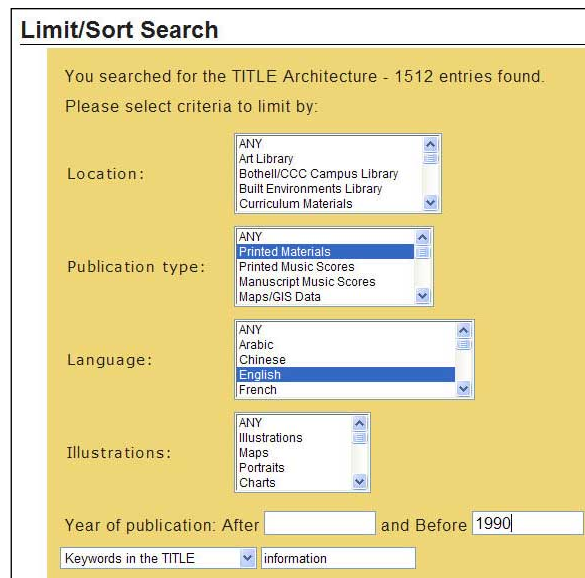 Limit/Sort Search
You searched for the TITLE Architecture - 1512 entries found.
Please select criteria to limit by:
Location:
ANY
Art Library
Bothell/CCC Campus Library
Built Environments Library
Curriculum Materials
Publication type:
ANY
Printed Materials
Printed Music Scores
Manuscript Music Scores
Maps/GIS Data
Language:
ANY
Arabic
Chinese
English
French
Illustrations:
ANY
Illustrations
Maps
Portraits
Charts
Year of publication: After and Before 1990
Keywords in the TITLE information